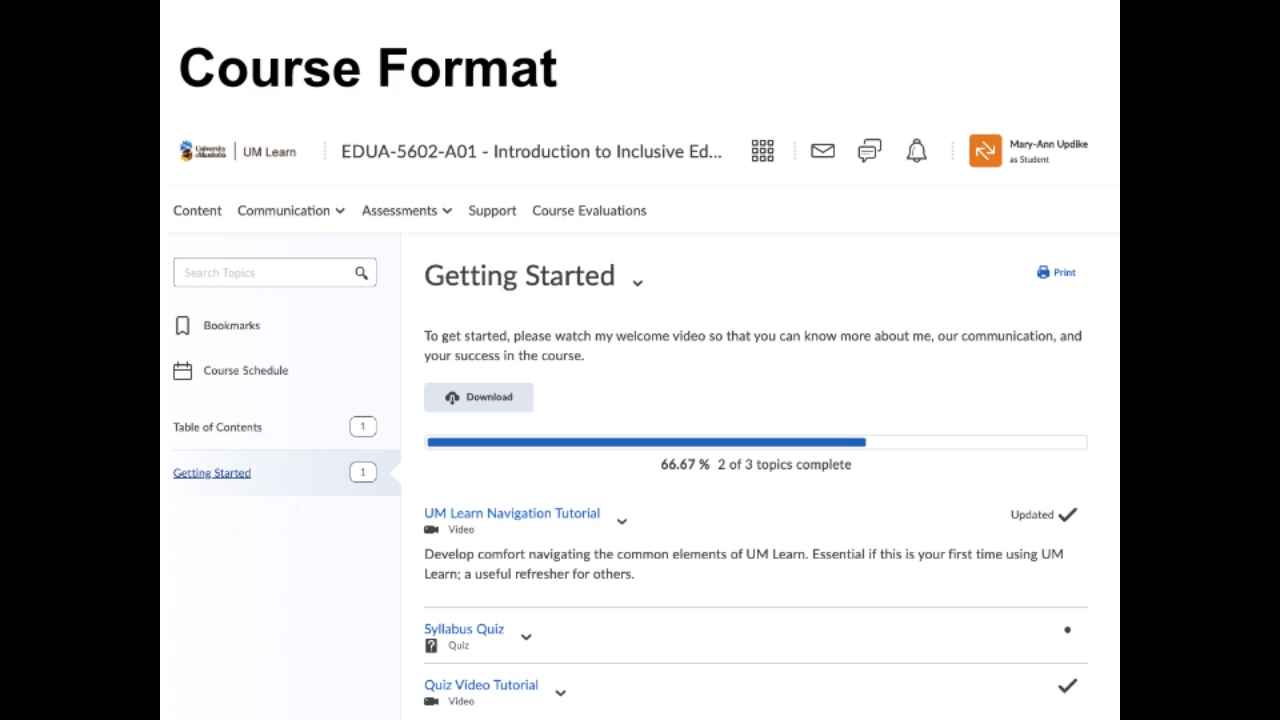 Course Format
University of Manitoba
UM Learn
EDUA-5602-A01 - Introduction to Inclusive Ed...
Mary-Ann Updike
as Student
Content Communication Assessments Support Course Evaluations
Search Topics
Bookmarks
Course Schedule
Table of Contents 1
Getting Started 1
Getting Started
Print
To get started, please watch my welcome video so that you can know more about me, our communication, and
your success in the course.
Download
66.67 % 2 of 3 topics complete
UM Learn Navigation Tutorial
Updated
Video
Develop comfort navigating the common elements of UM Learn. Essential if this is your first time using UM
Learn; a useful refresher for others.
Syllabus Quiz
Quiz
Quiz Video Tutorial
Video